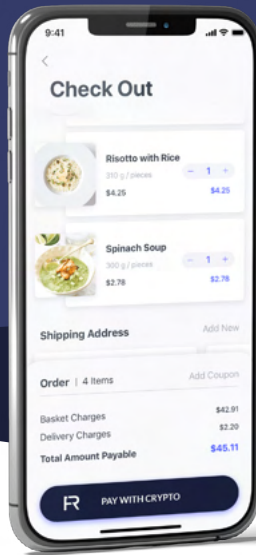 9:41
Check Out
Risotto with Rice
310 g / pieces
- 1 +
$4.25
$4.25
Spinach Soup
300 g / pieces
- 1 +
$2.78
$2.78
Shipping Address
Add New
Order | 4 Items
Add Coupon
Basket Charges
$42.91
Delivery Charges
$2.20
Total Amount Payable
$45.11
PAY WITH CRYPTO